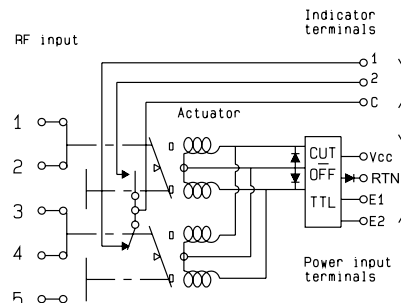 Indicator
terminals
RF input
1
2
C
Actuator
1
2
3
4
5
CUT
OFF
TTL
Vcc
RTN
E1
E2
Power input
terminals